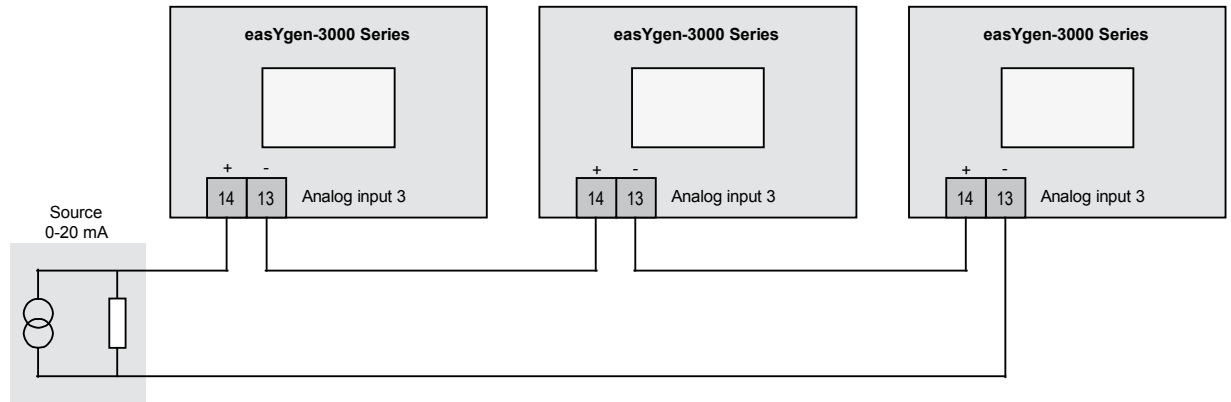 easYgen-3000 Series easYgen-3000 Series easYgen-3000 Series
+ - + - + -
14 13 Analog input 3 14 13 Analog input 3 14 13 Analog input 3
Source
0-20 mA